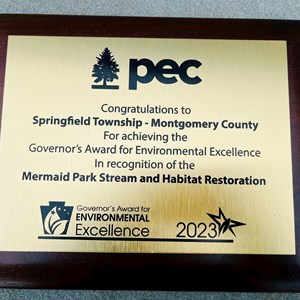 pec
Congratulations to
Springfield Township - Montgomery County
For achieving the
Governor's Award for Environmental Excellence
In recognition of the
Mermaid Park Stream and Habitat Restoration
Governor's Award for
ENVIRONMENTAL
Excellence 2023